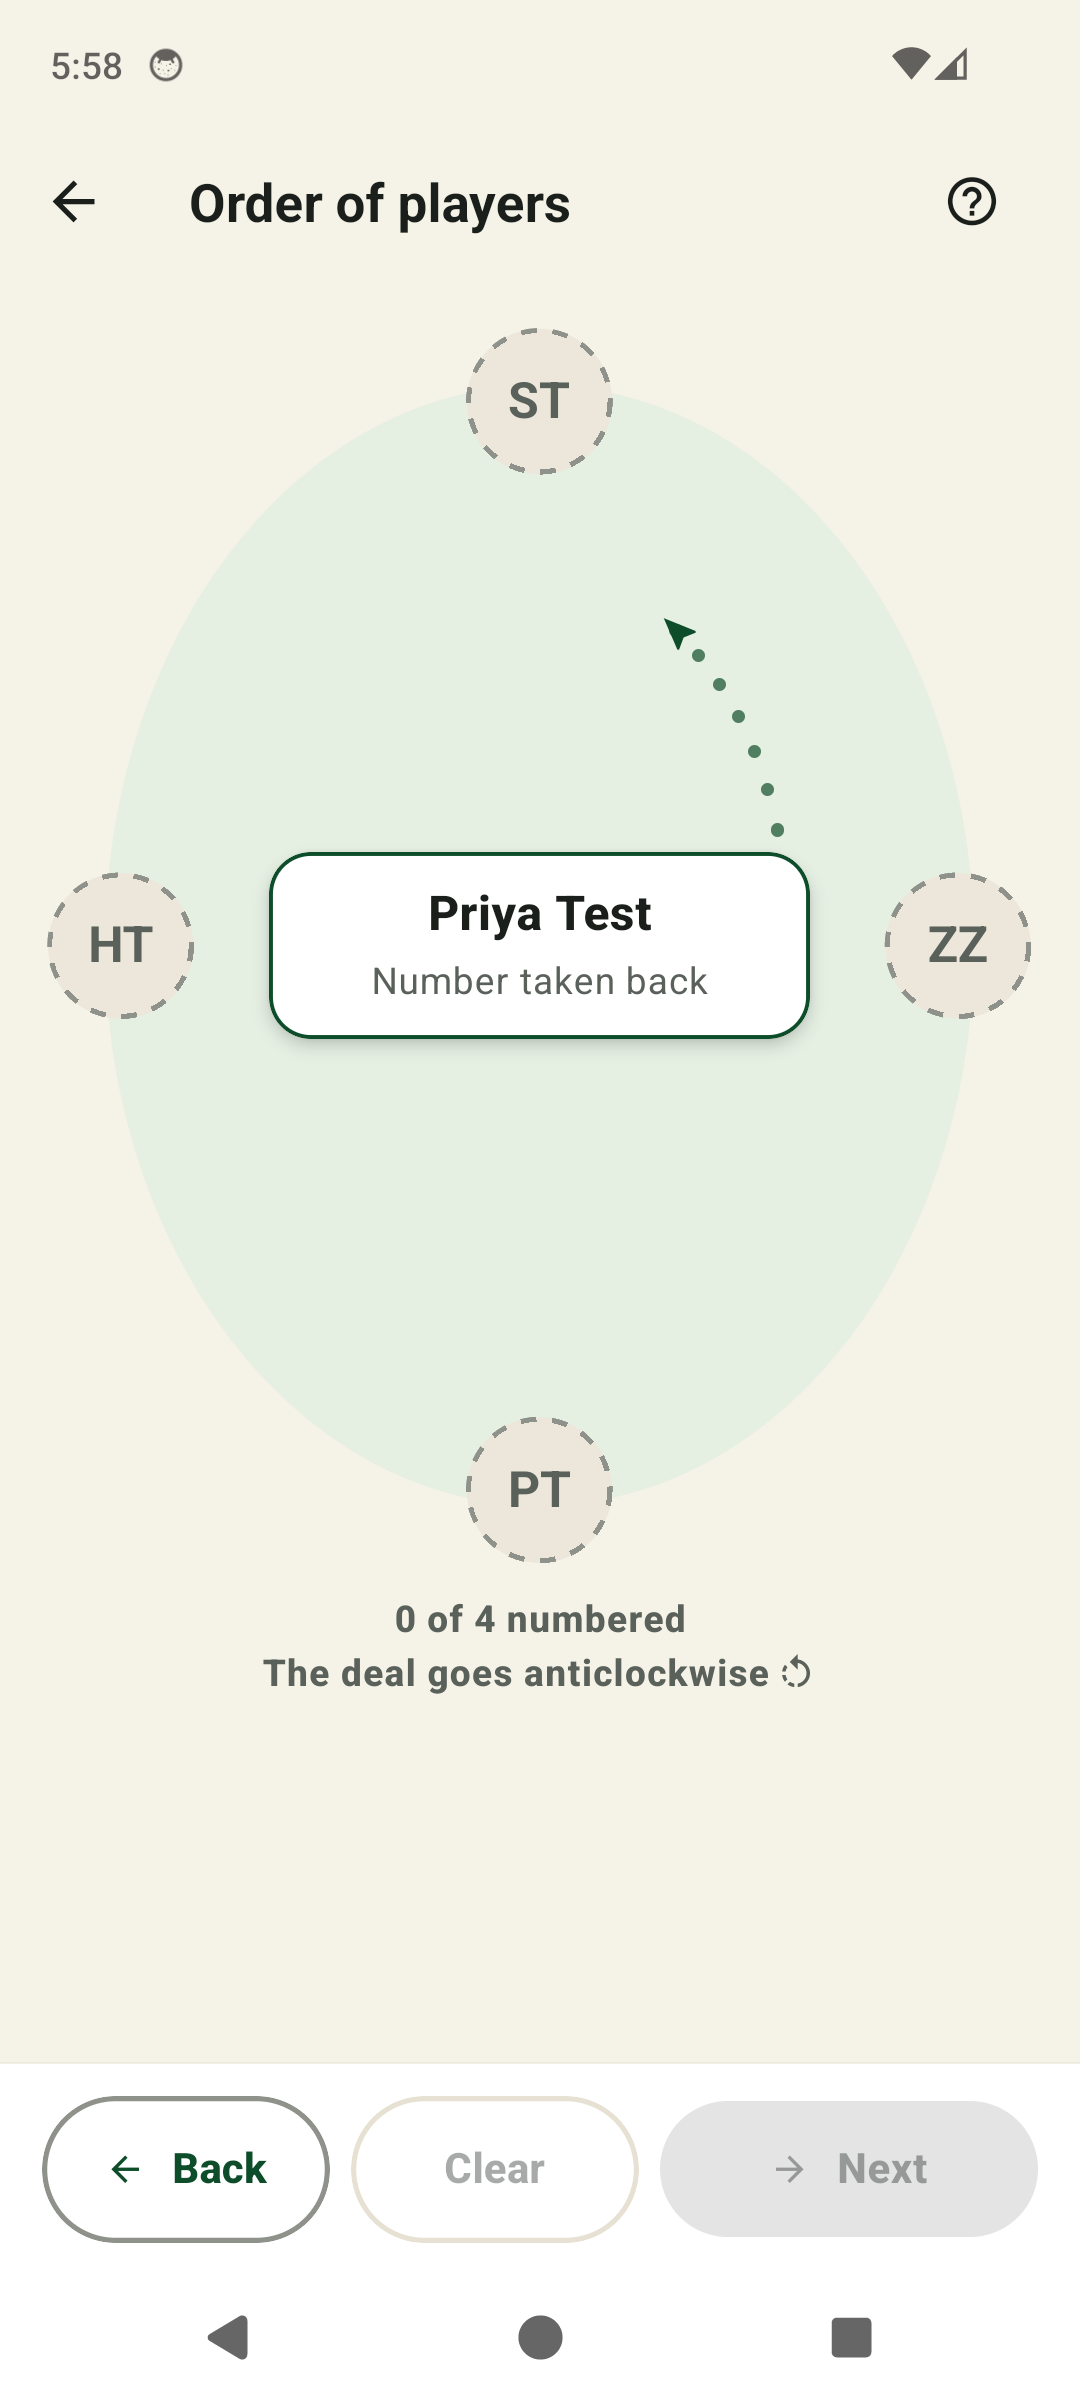 5:58
Order of players
ST
Priya Test
Number taken back
HT
ZZ
PT
0 of 4 numbered
The deal goes anticlockwise
Back
Clear
Next